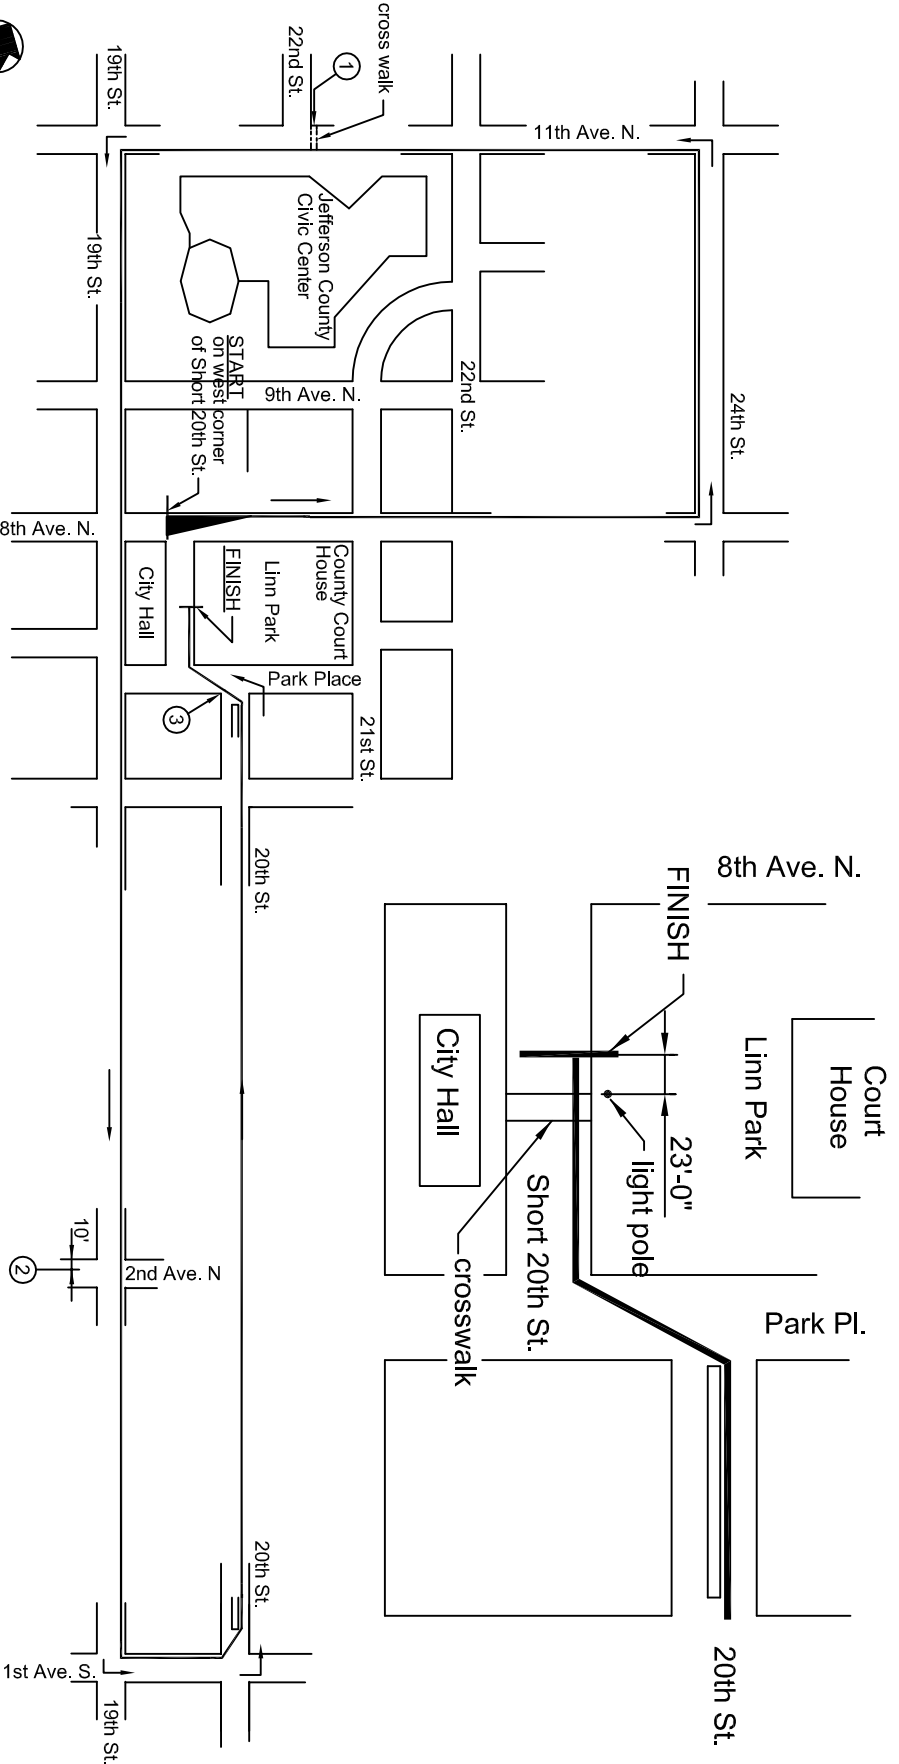 cross walk
1
22nd St.
19th St.
11th Ave. N.
Jefferson County
Civic Center
19th St.
START
on west corner
of Short 20th St.
9th Ave. N.
22nd St.
24th St.
8th Ave. N.
City Hall
FINISH
Linn Park
County Court
House
Park Place
3
21st St.
20th St.
8th Ave. N.
FINISH
Court
House
Linn Park
City Hall
23'-0"
light pole
Short 20th St.
crosswalk
Park Pl.
20th St.
10'
2
2nd Ave. N
20th St.
1st Ave. S.
19th St.